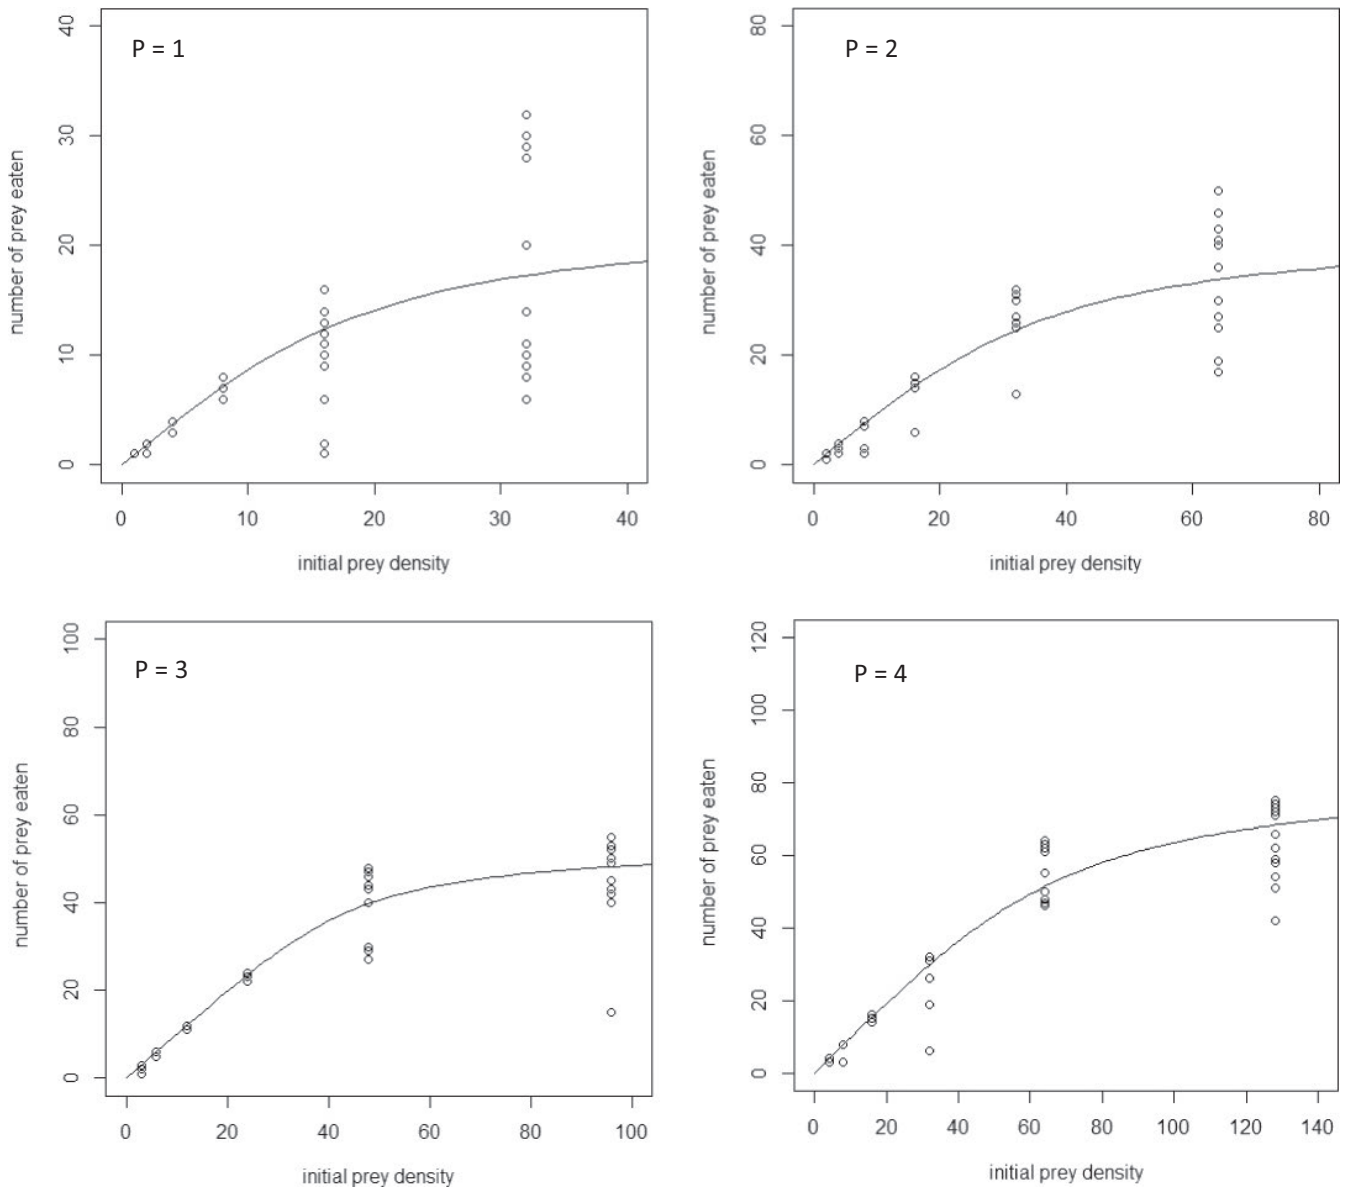 P = 1
40
30
20
10
0
number of prey eaten
0 10 20 30 40
initial prey density
P = 2
80
60
40
20
0
number of prey eaten
0 20 40 60 80
initial prey density
P = 3
100
80
60
40
20
0
number of prey eaten
0 20 40 60 80 100
initial prey density
P = 4
120
100
80
60
40
20
0
number of prey eaten
0 20 40 60 80 100 120 140
initial prey density